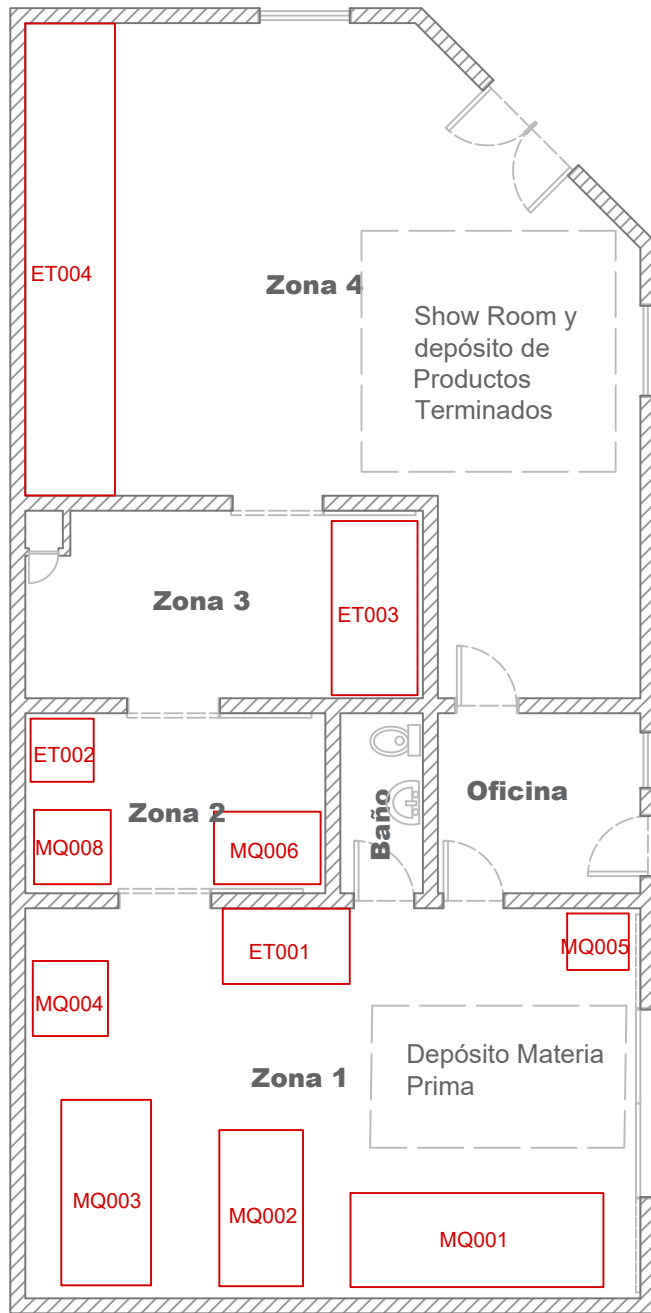 ET004
Zona 4
Show Room y
depósito de
Productos
Terminados
Zona 3
ET003
ET002
Zona 2
MQ008
MQ006
Baño
Oficina
ET001
MQ005
MQ004
Depósito Materia
Prima
Zona 1
MQ003
MQ002
MQ001